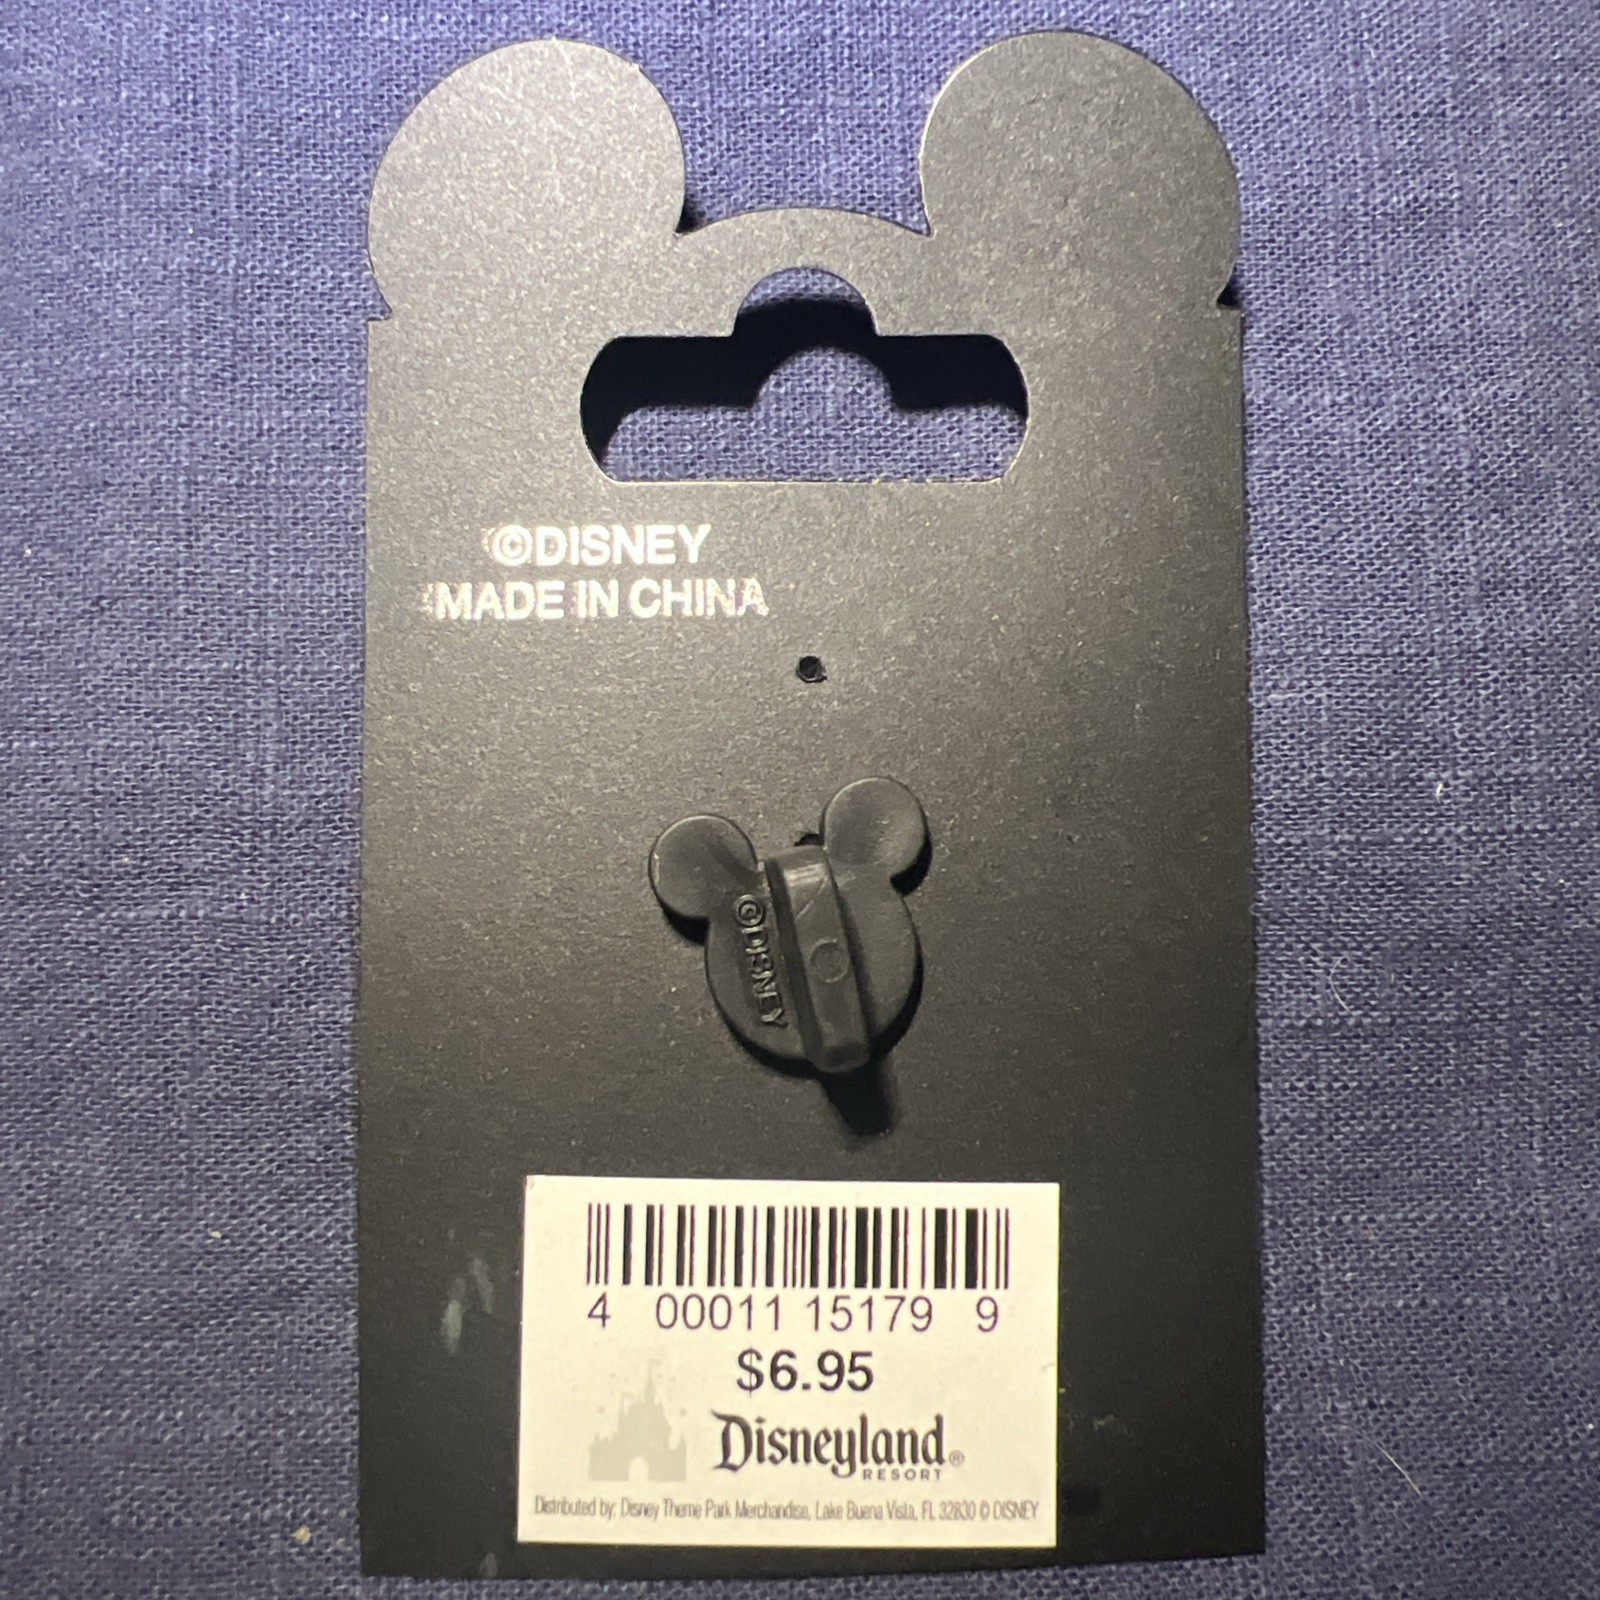 ©DISNEY
MADE IN CHINA
©DISNEY
4 00011 15179 9
$6.95
Disneyland®
RESORT
Distributed by: Disney Theme Park Merchandise, Lake Buena Vista, FL 32830 © DISNEY